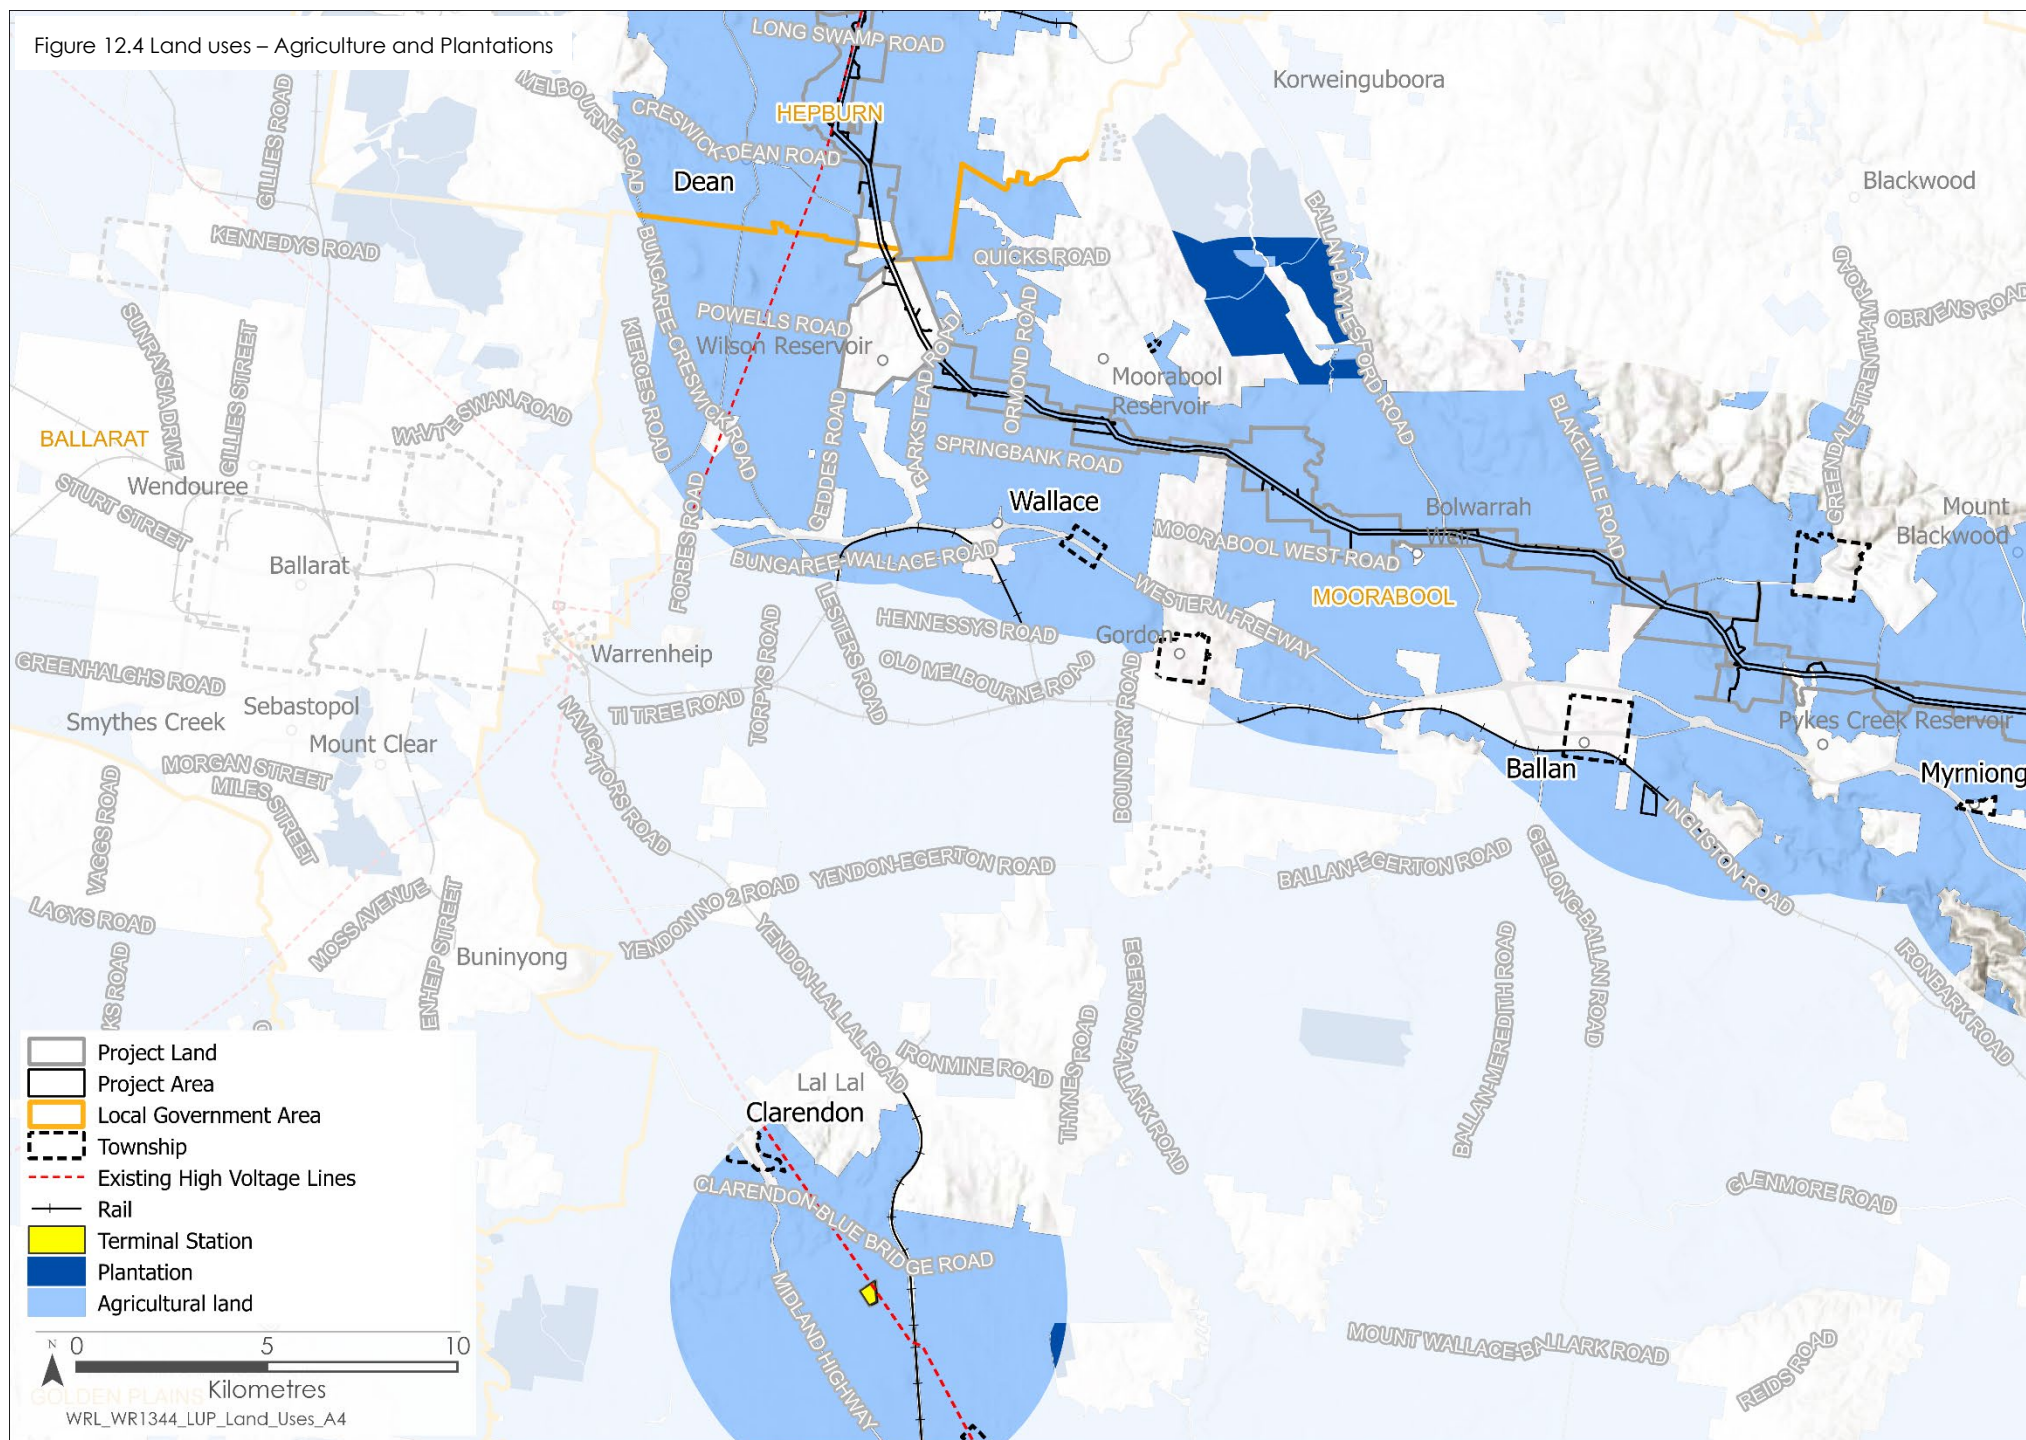 Figure 12.4 Land uses – Agriculture and Plantations
LONG SWAMP ROAD
GILLIES ROAD
MELBOURNE ROAD
CRESWICK-DEAN ROAD
HEPBURN
Korweinguboora
Dean
Blackwood
KENNEDYS ROAD
BUNGAREE-CRESWICK ROAD
QUICKS ROAD
BALLAN-DAYLESFORD ROAD
GREENDALE-TRENTHAM ROAD
OBRIENS ROAD
SUNRAYSIA DRIVE
GILLIES STREET
KIERCES ROAD
POWELLS ROAD
Wilson Reservoir
BARKSTEAD ROAD
ORMOND ROAD
Moorabool
Reservoir
WHITE SWAN ROAD
GEDDES ROAD
SPRINGBANK ROAD
BLAKEVILLE ROAD
BALLARAT
Wendouree
STURT STREET
Wallace
Bolwarrah
Weir
Mount
Blackwood
FORBES ROAD
BUNGAREE-WALLACE-ROAD
MOORABOOL WEST-ROAD
Ballarat
WESTERN-FREEWAY
MOORABOOL
LESTERS ROAD
HENNESSYS ROAD
Gordon
Warrenheip
GREENHALGHS ROAD
TORPYS ROAD
OLD MELBOURNE ROAD
BOUNDARY ROAD
Sebastopol
Smythes Creek
Mount Clear
NAVIGATORS ROAD
TI TREE ROAD
Pykes Creek Reservoir
MORGAN STREET
MILES STREET
Ballan
Myrniong
VAGGS ROAD
INGLISTON-ROAD
YENDON NO 2 ROAD
YENDON-EGERTON ROAD
BALLAN-EGERTON ROAD
GEELONG-BALLAN ROAD
LACYS ROAD
MOSS AVENUE
ENHEIP STREET
Buninyong
YENDON-LAL LAL ROAD
EGERTON-BALLARK ROAD
BALLAN-MEREDITH ROAD
IRONBARK ROAD
KS ROAD
IRONMINE ROAD
THYNES ROAD
Lal Lal
Clarendon
CLARENDON-BLUE BRIDGE ROAD
GLENMORE ROAD
MIDLAND HIGHWAY
MOUNT WALLACE-BALLARK ROAD
REIDS ROAD
Project Land
Project Area
Local Government Area
Township
Existing High Voltage Lines
Rail
Terminal Station
Plantation
Agricultural land
N
0 5 10
Kilometres
GOLDEN PLAINS
WRL_WR1344_LUP_Land_Uses_A4